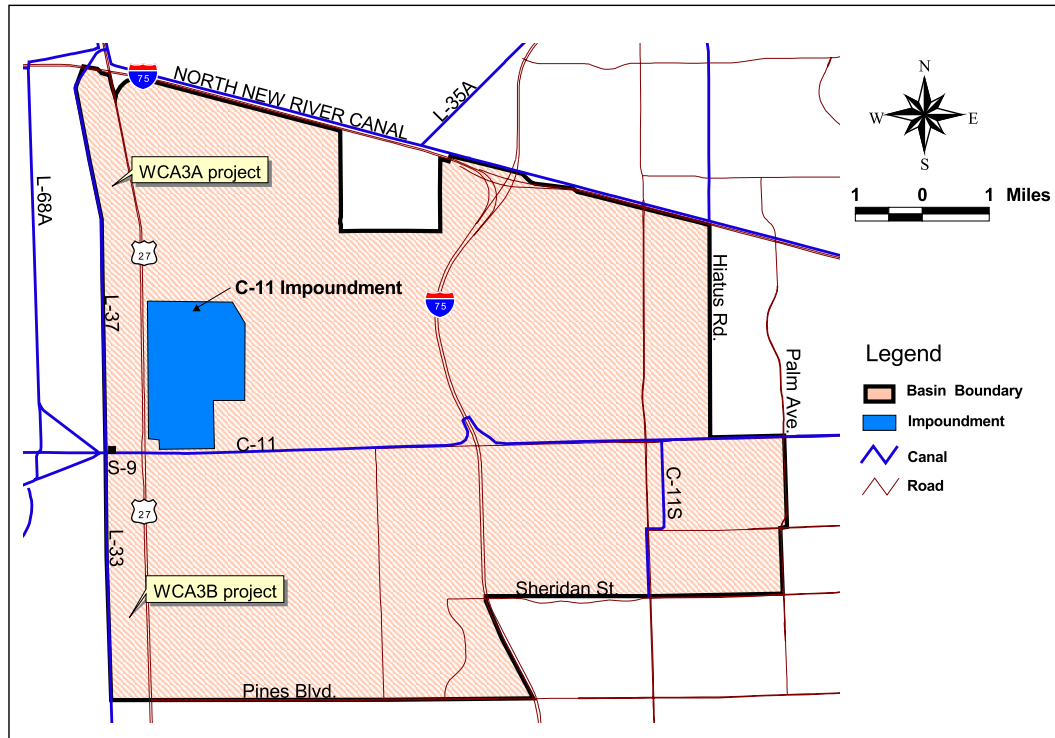 75
NORTH NEW RIVER CANAL
L-35A
N
W
E
S
1
0
1
Miles
WCA3A project
L-68A
27
C-11 Impoundment
75
L-37
Hiatus Rd.
Palm Ave.
Legend
Basin Boundary
Impoundment
Canal
Road
C-11
S-9
C-11S
27
L-33
WCA3B project
Sheridan St.
Pines Blvd.